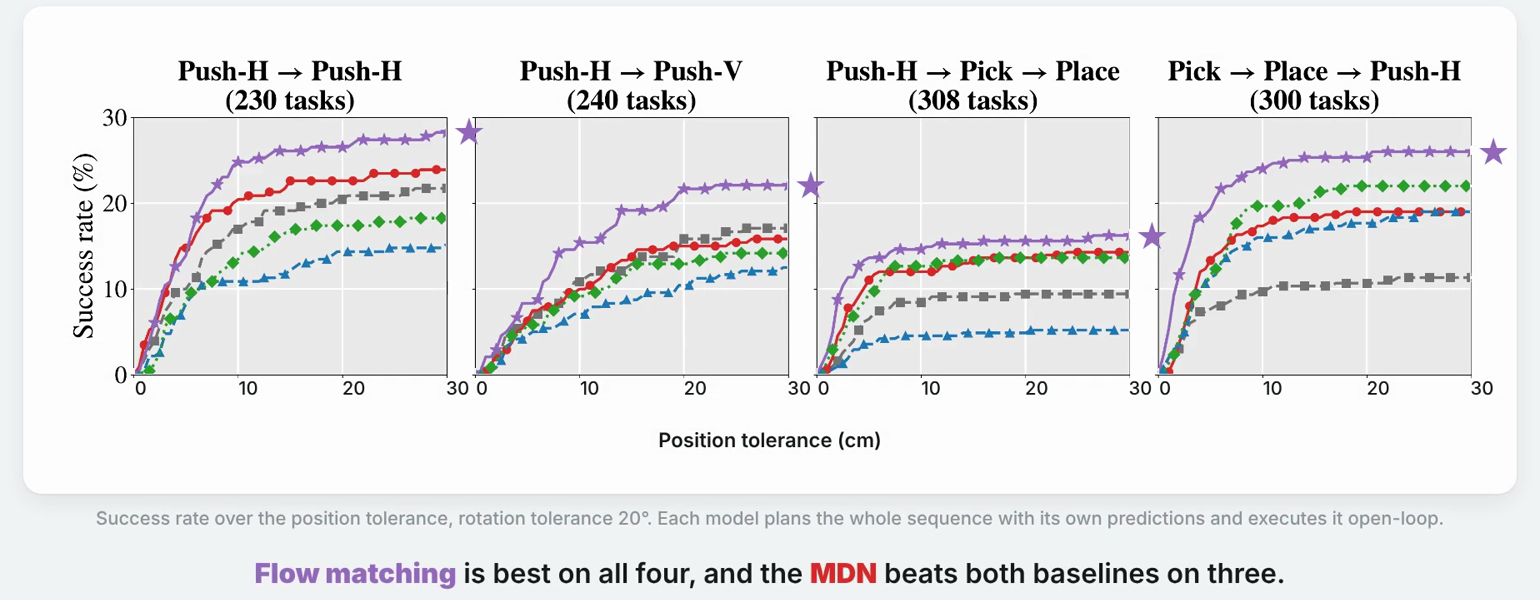 Push-H → Push-H
(230 tasks)
Push-H → Push-V
(240 tasks)
Push-H → Pick → Place
(308 tasks)
Pick → Place → Push-H
(300 tasks)
Success rate (%)
30
20
10
0
0 10 20 30
0 10 20 30
0 10 20 30
0 10 20 30
Position tolerance (cm)
Success rate over the position tolerance, rotation tolerance 20°. Each model plans the whole sequence with its own predictions and executes it open-loop.
Flow matching is best on all four, and the MDN beats both baselines on three.